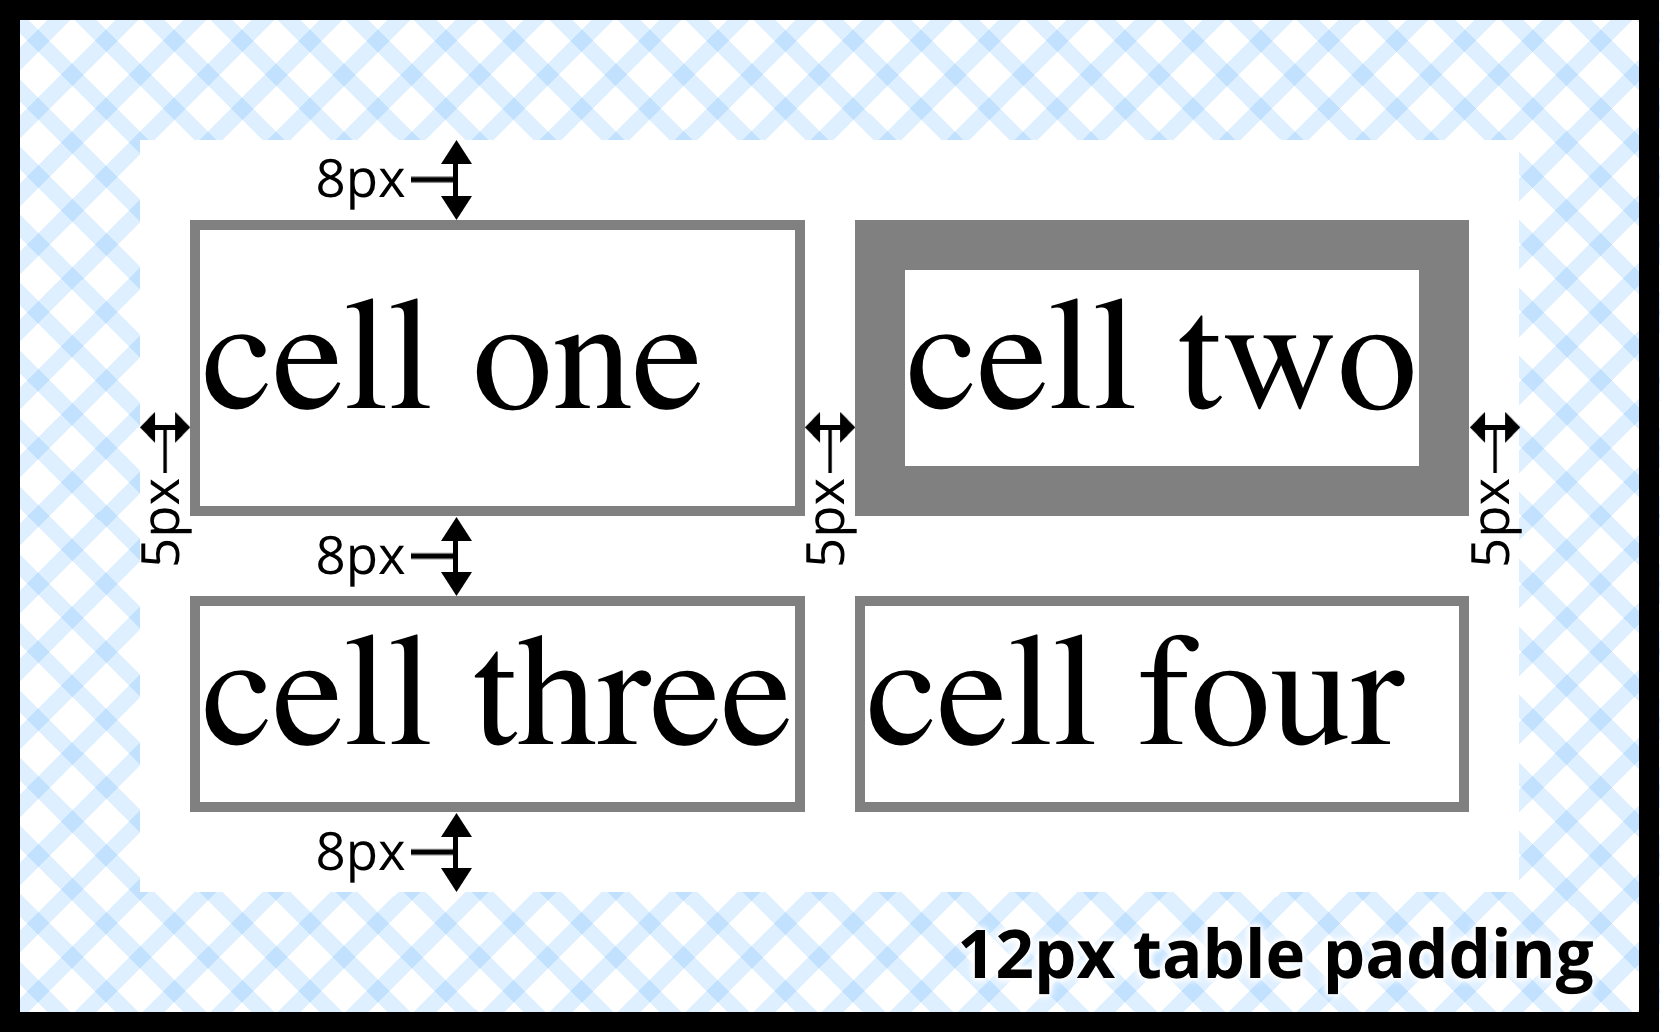 8px
cell one
cell two
5px
5px
5px
8px
cell three
cell four
8px
12px table padding